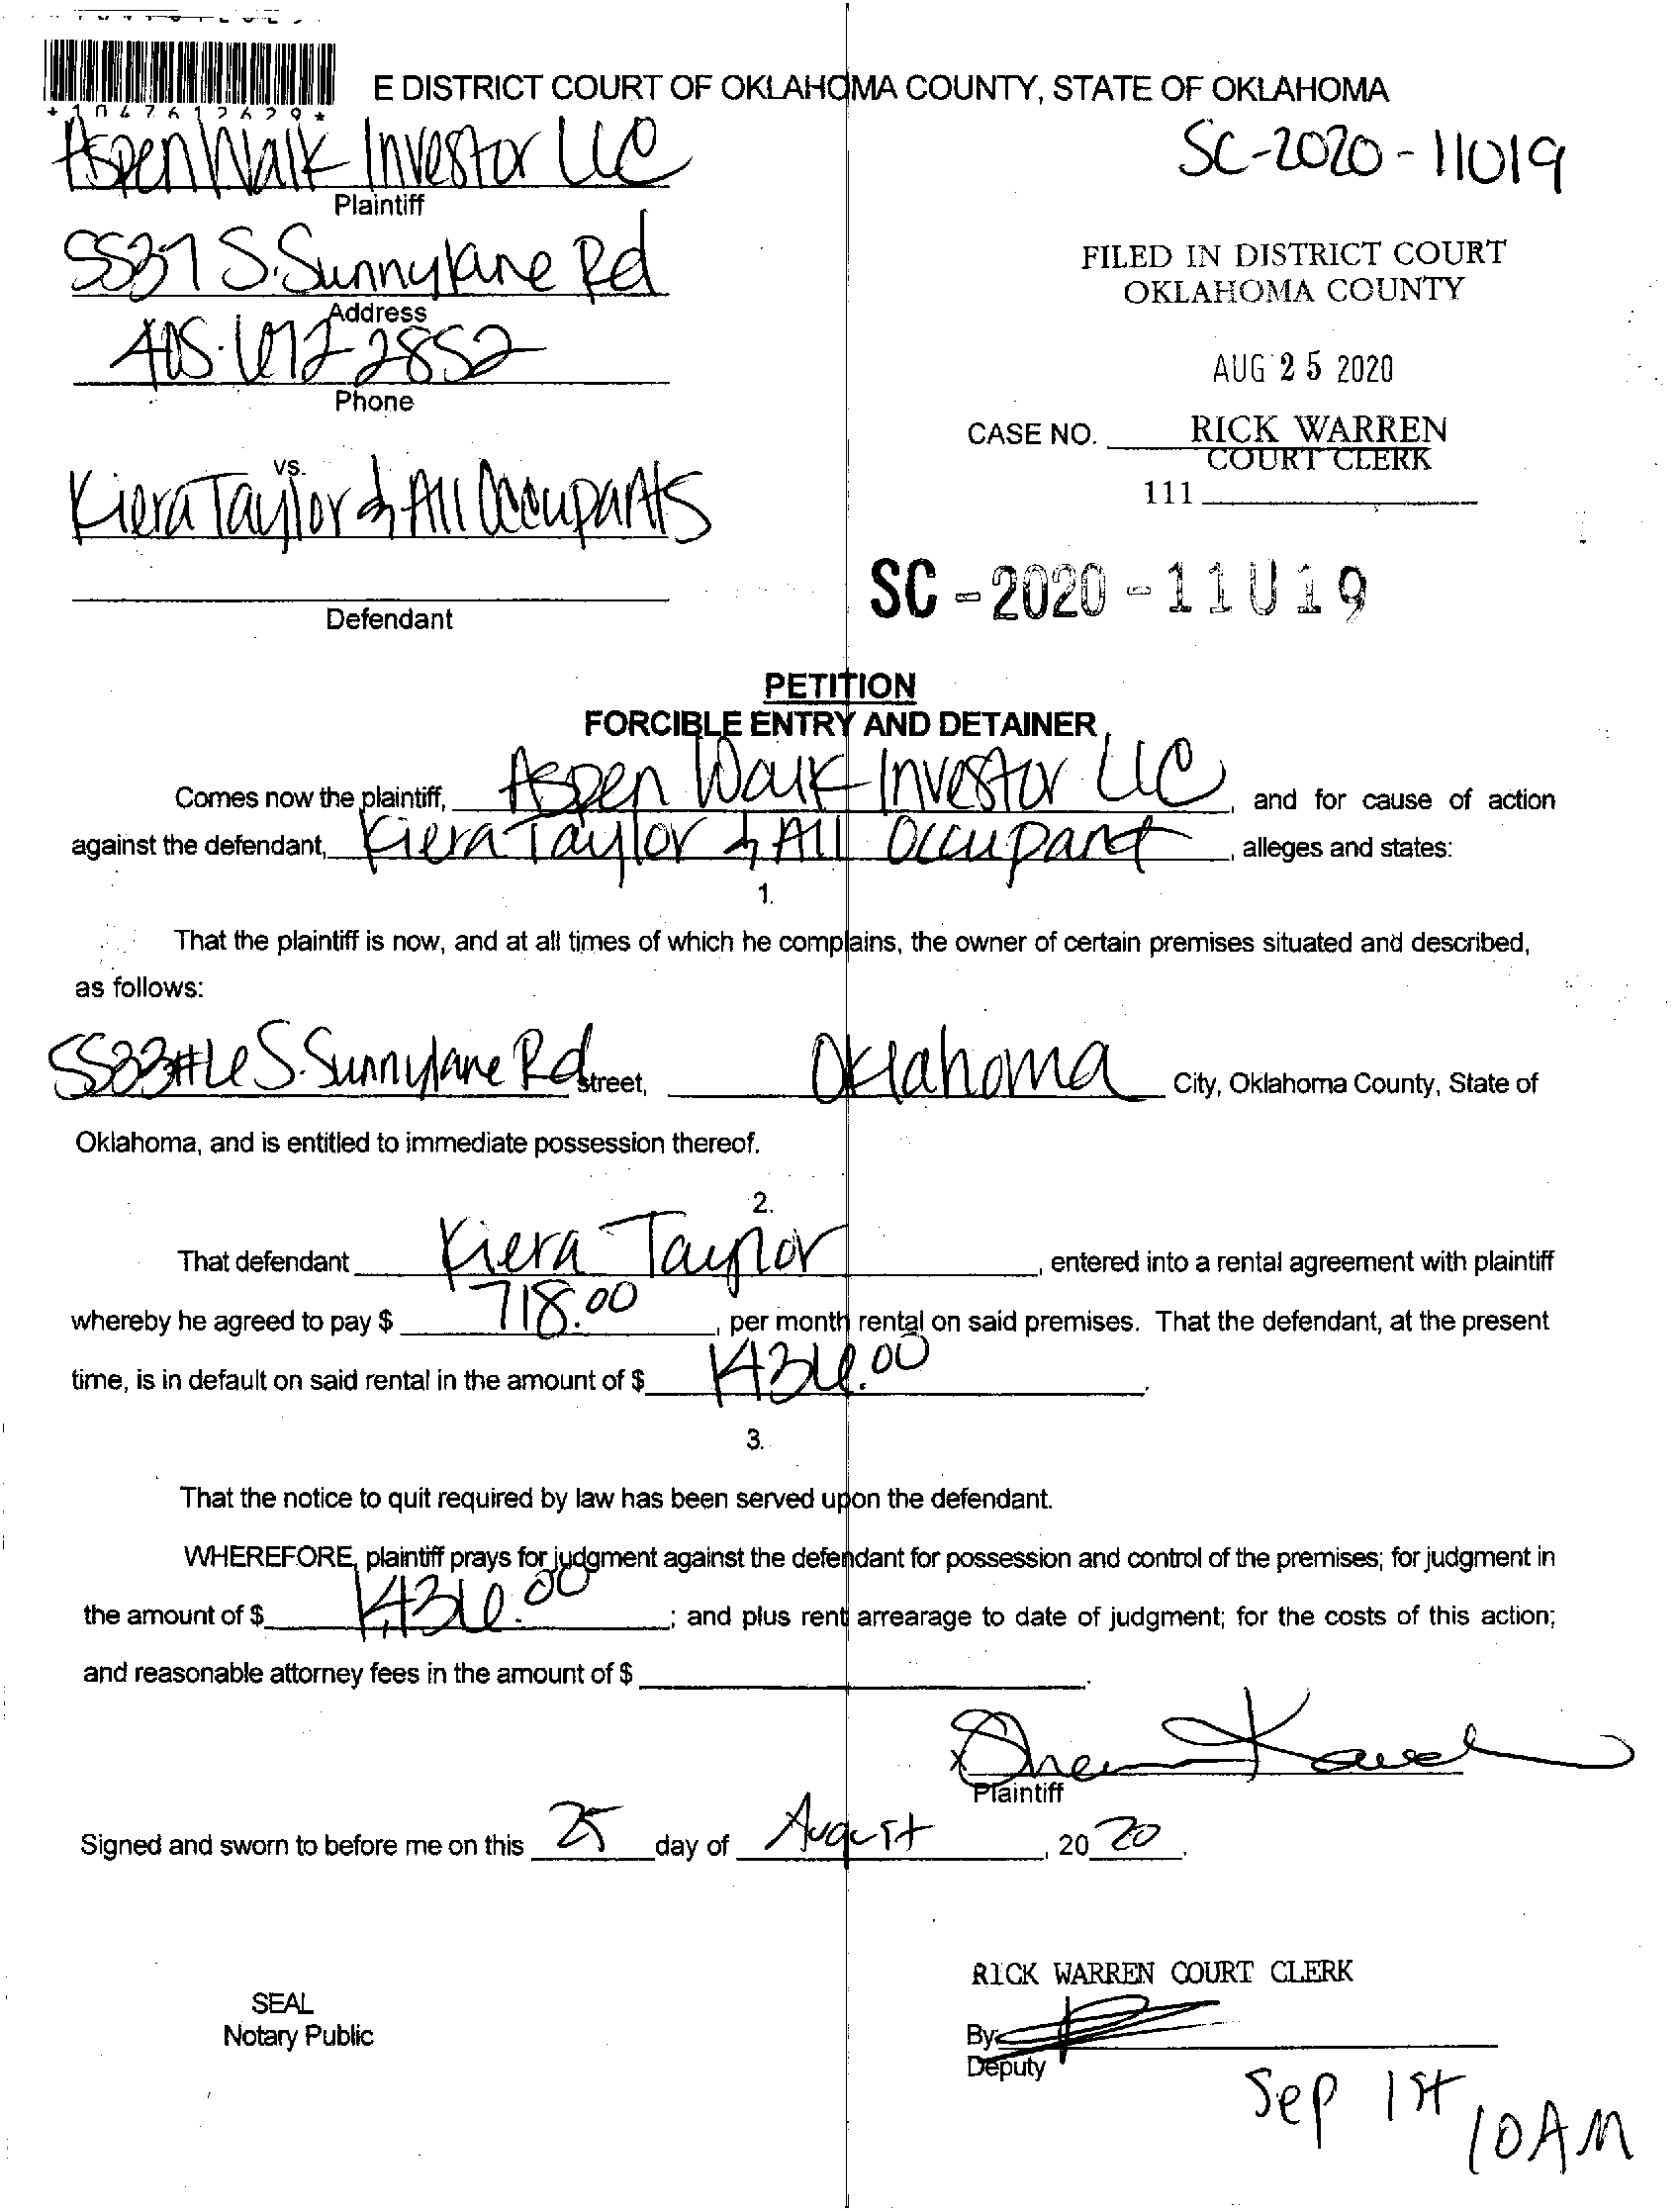 *1047612629*
E DISTRICT COURT OF OKLAHOMA COUNTY, STATE OF OKLAHOMA
Aspen Walk Investor LLC
SC-2020-11019
Plaintiff
5537 S. Sunnylane Rd
FILED IN DISTRICT COURT
OKLAHOMA COUNTY
Address
405-672-2852
AUG 25 2020
Phone
CASE NO. RICK WARREN
COURT CLERK
vs.
111
Kiera Taylor & All Occupants
SC-2020-11019
Defendant
PETITION
FORCIBLE ENTRY AND DETAINER
Comes now the plaintiff, Aspen Walk Investor LLC, and for cause of action
against the defendant, Kiera Taylor & All Occupant, alleges and states:
1.
That the plaintiff is now, and at all times of which he complains, the owner of certain premises situated and described,
as follows:
5533#6 S. Sunnylane Rd street, Oklahoma City, Oklahoma County, State of
Oklahoma, and is entitled to immediate possession thereof.
2.
That defendant Kiera Taylor, entered into a rental agreement with plaintiff
whereby he agreed to pay $ 718.00, per month rental on said premises. That the defendant, at the present
time, is in default on said rental in the amount of $ 1436.00.
3.
That the notice to quit required by law has been served upon the defendant.
WHEREFORE, plaintiff prays for judgment against the defendant for possession and control of the premises; for judgment in
the amount of $ 1,436.00; and plus rent arrearage to date of judgment; for the costs of this action;
and reasonable attorney fees in the amount of $ .
x
Plaintiff
Signed and sworn to before me on this 25 day of August, 2020.
RICK WARREN COURT CLERK
SEAL
Notary Public
By
Deputy
Sep 1st
10AM